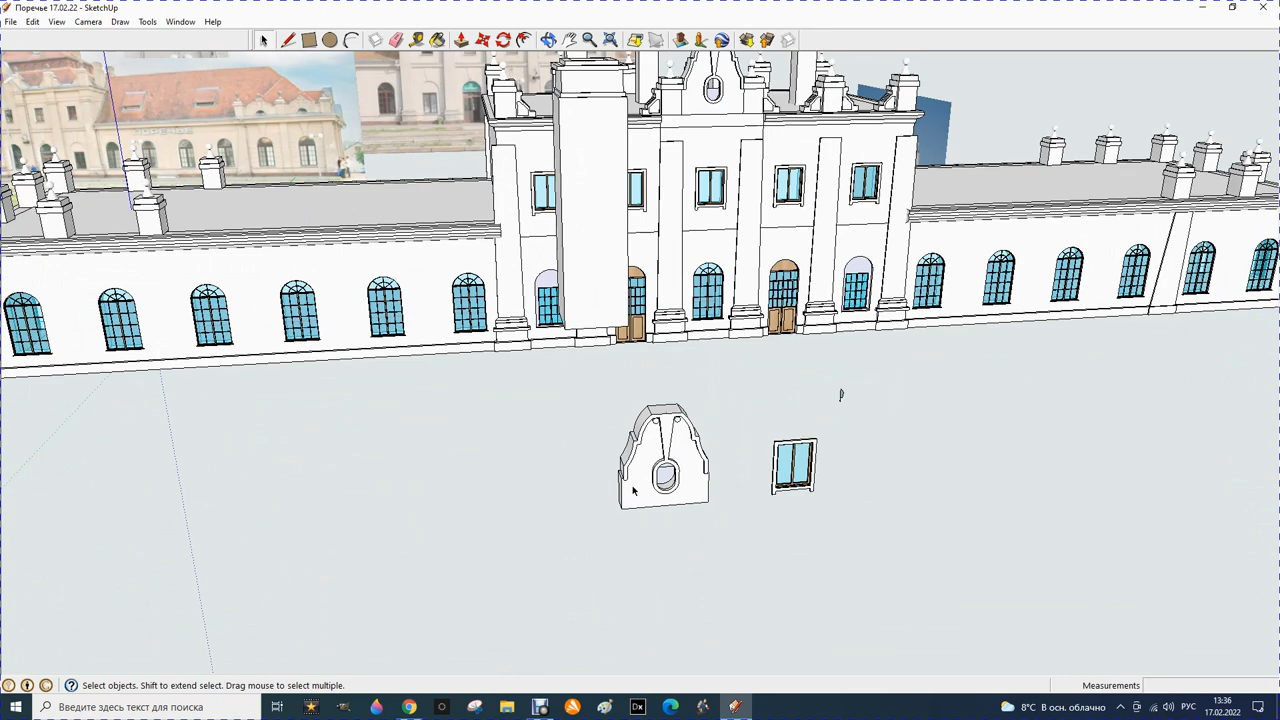 Поречье 17.02.22 - SketchUp
File Edit View Camera Draw Tools Window Help
Select objects. Shift to extend select. Drag mouse to select multiple.
Measurements
Введите здесь текст для поиска
Dx
8°C В осн. облачно
РУС
13:36
17.02.2022